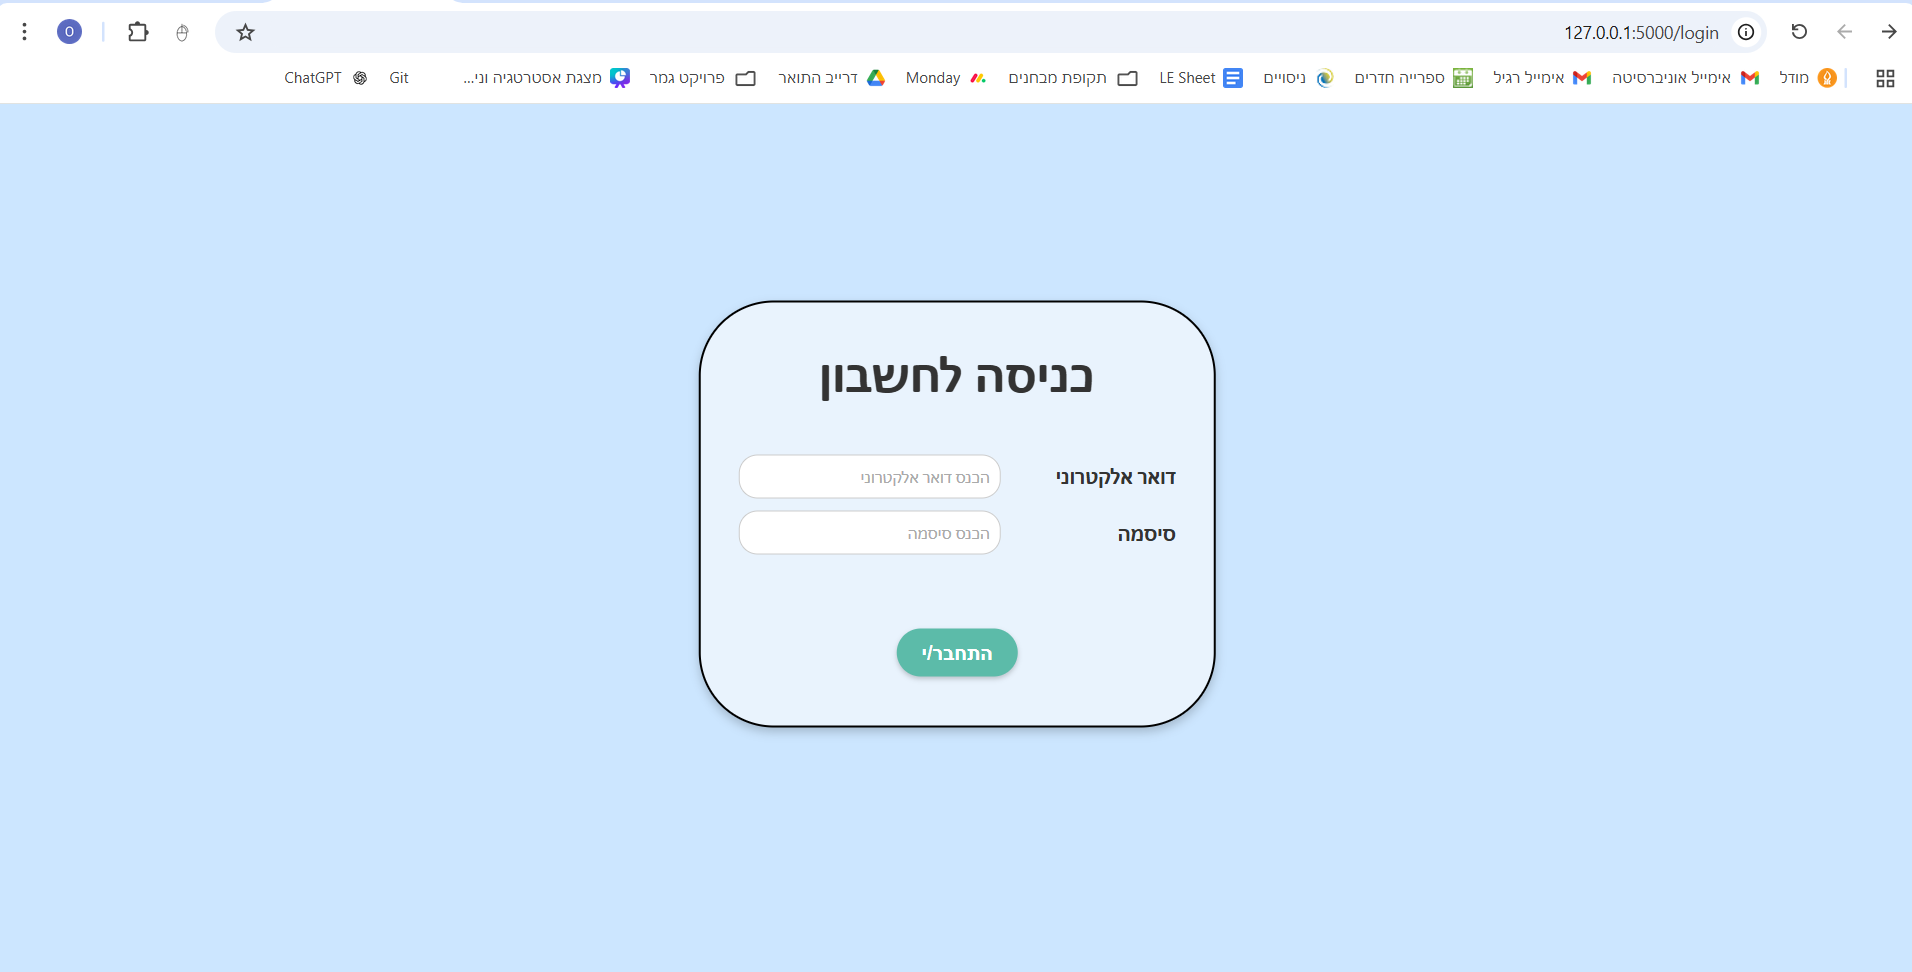 O
127.0.0.1:5000/login
מודל
אימייל אוניברסיטה
אימייל רגיל
ספרייה חדרים
ניסויים
LE Sheet
תקופת מבחנים
Monday
דרייב התואר
פרויקט גמר
מצגת אסטרטגיה וני...
Git
ChatGPT
כניסה לחשבון
דואר אלקטרוני
הכנס דואר אלקטרוני
סיסמה
הכנס סיסמה
התחבר/י